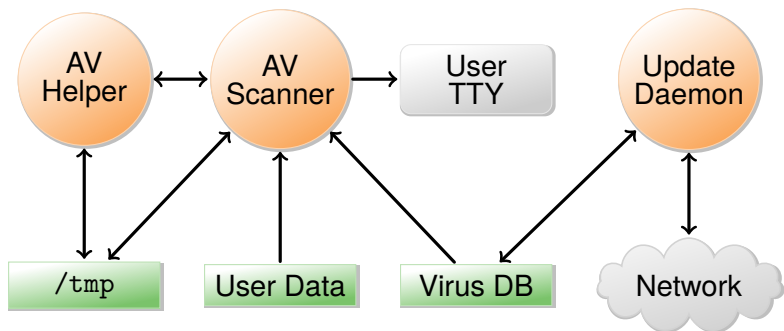 AV
Helper
AV
Scanner
User
TTY
Update
Daemon
/tmp
User Data
Virus DB
Network